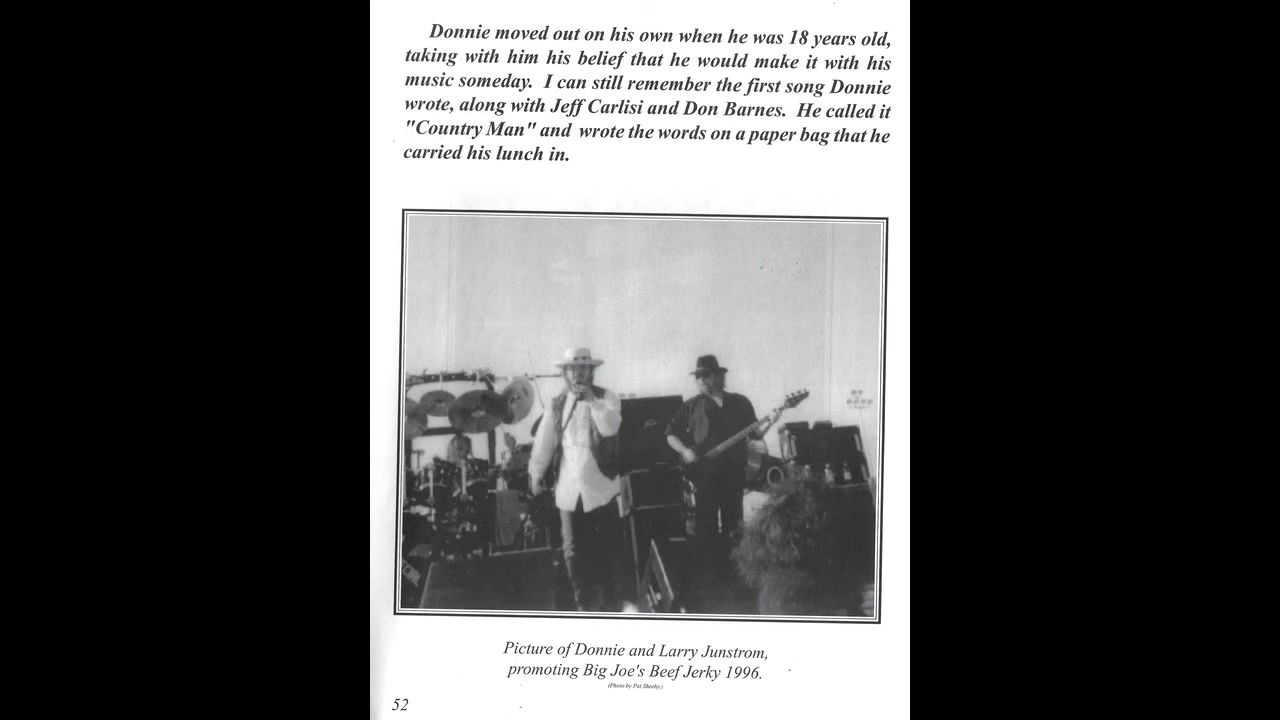 Donnie moved out on his own when he was 18 years old,
taking with him his belief that he would make it with his
music someday. I can still remember the first song Donnie
wrote, along with Jeff Carlisi and Don Barnes. He called it
"Country Man" and wrote the words on a paper bag that he
carried his lunch in.
Picture of Donnie and Larry Junstrom,
promoting Big Joe's Beef Jerky 1996.
(Photo by Pat Sheehy.)
52